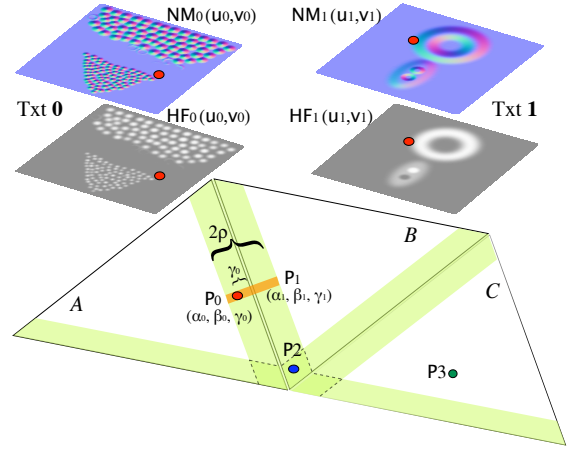 NM₀(u₀,v₀)
NM₁(u₁,v₁)
Txt 0
HF₀(u₀,v₀)
HF₁(u₁,v₁)
Txt 1
2ρ
B
γ₀
C
A
P₀
(α₀, β₀, γ₀)
P₁
(α₁, β₁, γ₁)
P2
P3